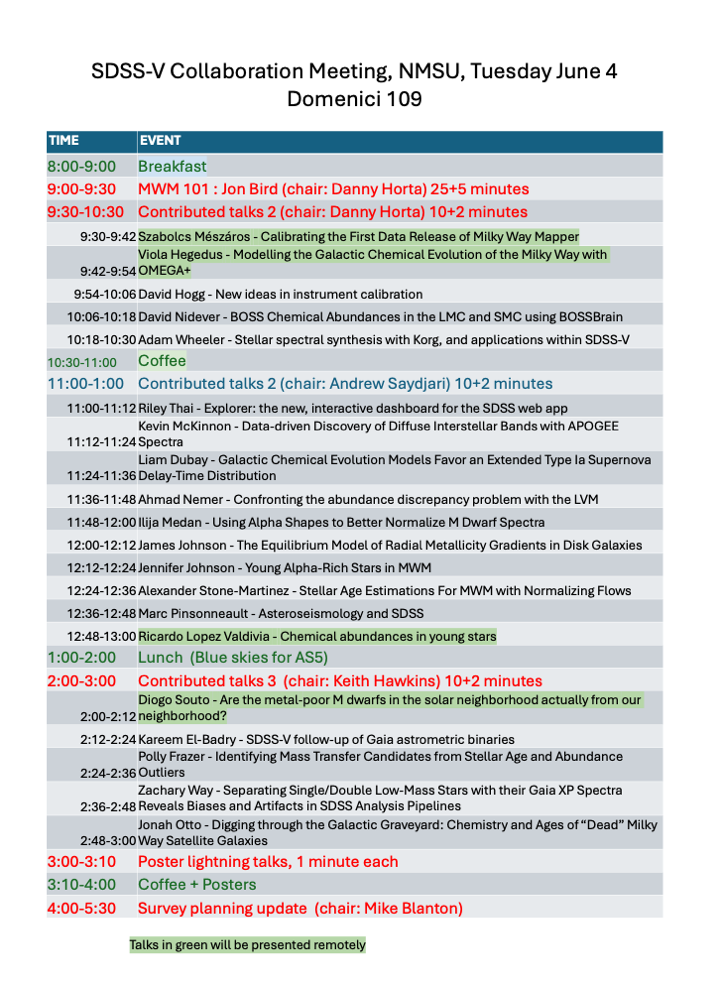 SDSS-V Collaboration Meeting, NMSU, Tuesday June 4
Domenici 109
TIME EVENT
8:00-9:00 Breakfast
9:00-9:30 MWM 101 : Jon Bird (chair: Danny Horta) 25+5 minutes
9:30-10:30 Contributed talks 2 (chair: Danny Horta) 10+2 minutes
9:30-9:42 Szabolcs Mészáros - Calibrating the First Data Release of Milky Way Mapper
Viola Hegedus - Modelling the Galactic Chemical Evolution of the Milky Way with
9:42-9:54 OMEGA+
9:54-10:06 David Hogg - New ideas in instrument calibration
10:06-10:18 David Nidever - BOSS Chemical Abundances in the LMC and SMC using BOSSBrain
10:18-10:30 Adam Wheeler - Stellar spectral synthesis with Korg, and applications within SDSS-V
10:30-11:00 Coffee
11:00-1:00 Contributed talks 2 (chair: Andrew Saydjari) 10+2 minutes
11:00-11:12 Riley Thai - Explorer: the new, interactive dashboard for the SDSS web app
Kevin McKinnon - Data-driven Discovery of Diffuse Interstellar Bands with APOGEE
11:12-11:24 Spectra
Liam Dubay - Galactic Chemical Evolution Models Favor an Extended Type Ia Supernova
11:24-11:36 Delay-Time Distribution
11:36-11:48 Ahmad Nemer - Confronting the abundance discrepancy problem with the LVM
11:48-12:00 Ilija Medan - Using Alpha Shapes to Better Normalize M Dwarf Spectra
12:00-12:12 James Johnson - The Equilibrium Model of Radial Metallicity Gradients in Disk Galaxies
12:12-12:24 Jennifer Johnson - Young Alpha-Rich Stars in MWM
12:24-12:36 Alexander Stone-Martinez - Stellar Age Estimations For MWM with Normalizing Flows
12:36-12:48 Marc Pinsonneault - Asteroseismology and SDSS
12:48-13:00 Ricardo Lopez Valdivia - Chemical abundances in young stars
1:00-2:00 Lunch (Blue skies for AS5)
2:00-3:00 Contributed talks 3 (chair: Keith Hawkins) 10+2 minutes
Diogo Souto - Are the metal-poor M dwarfs in the solar neighborhood actually from our
2:00-2:12 neighborhood?
2:12-2:24 Kareem El-Badry - SDSS-V follow-up of Gaia astrometric binaries
Polly Frazer - Identifying Mass Transfer Candidates from Stellar Age and Abundance
2:24-2:36 Outliers
Zachary Way - Separating Single/Double Low-Mass Stars with their Gaia XP Spectra
2:36-2:48 Reveals Biases and Artifacts in SDSS Analysis Pipelines
Jonah Otto - Digging through the Galactic Graveyard: Chemistry and Ages of “Dead” Milky
2:48-3:00 Way Satellite Galaxies
3:00-3:10 Poster lightning talks, 1 minute each
3:10-4:00 Coffee + Posters
4:00-5:30 Survey planning update (chair: Mike Blanton)
Talks in green will be presented remotely